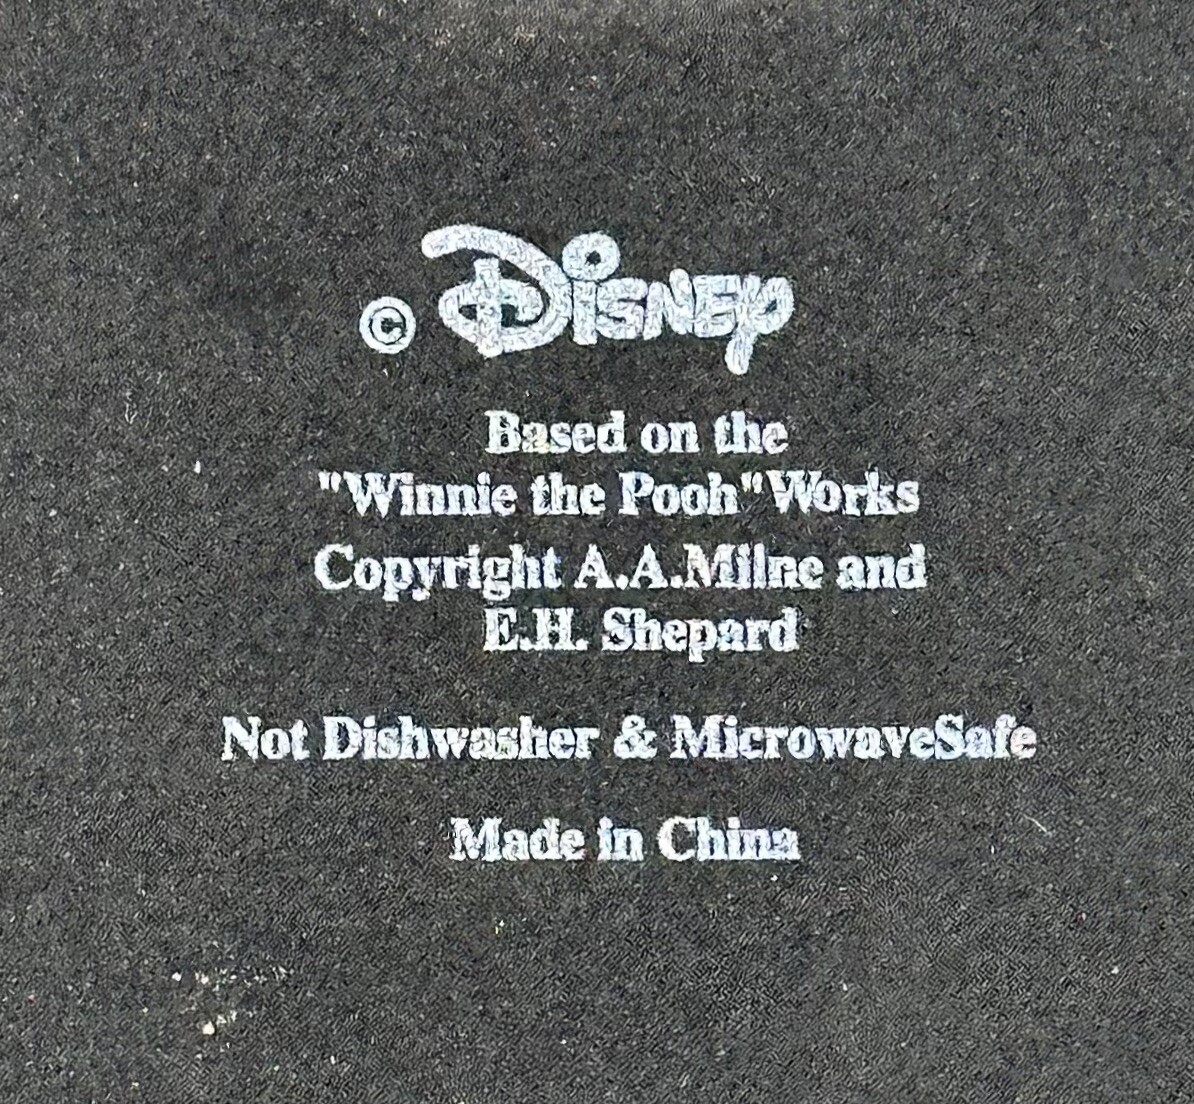 © Disney
Based on the
"Winnie the Pooh" Works
Copyright A.A.Milne and
E.H. Shepard
Not Dishwasher & MicrowaveSafe
Made in China